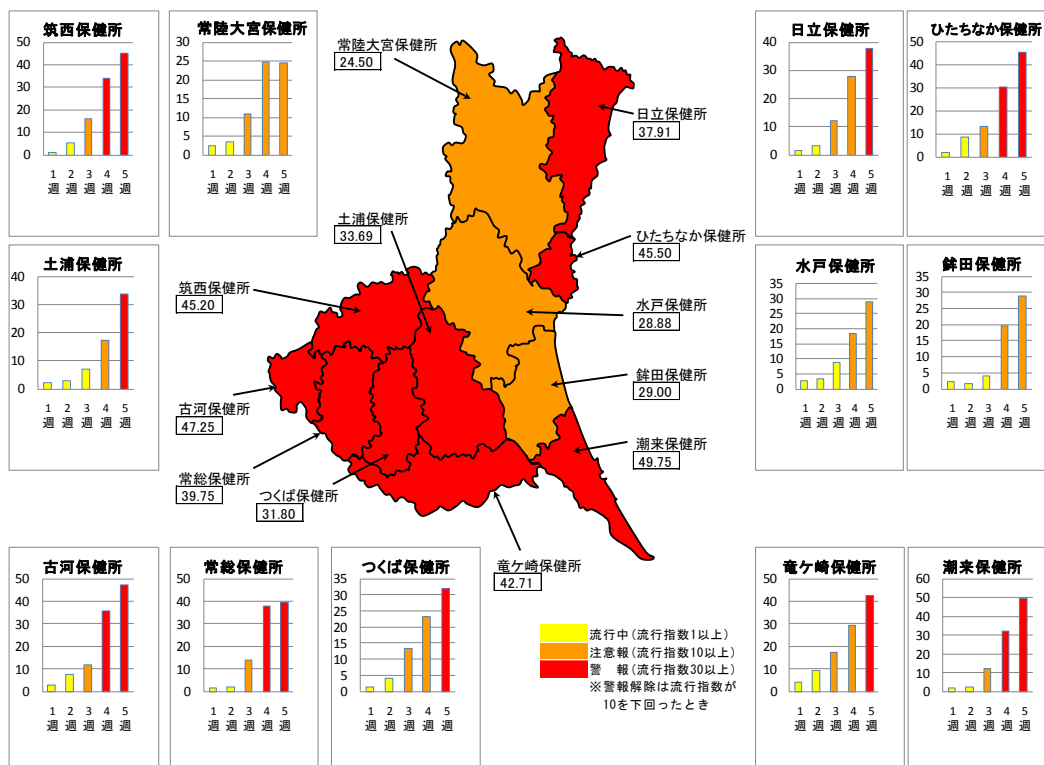 筑西保健所
50
40
30
20
10
0
1週
2週
3週
4週
5週
常陸大宮保健所
30
25
20
15
10
5
0
1週
2週
3週
4週
5週
常陸大宮保健所
24.50
日立保健所
37.91
土浦保健所
33.69
ひたちなか保健所
45.50
筑西保健所
45.20
水戸保健所
28.88
鉾田保健所
29.00
古河保健所
47.25
潮来保健所
49.75
常総保健所
39.75
つくば保健所
31.80
竜ケ崎保健所
42.71
日立保健所
40
30
20
10
0
1週
2週
3週
4週
5週
ひたちなか保健所
50
40
30
20
10
0
1週
2週
3週
4週
5週
土浦保健所
40
30
20
10
0
1週
2週
3週
4週
5週
水戸保健所
35
30
25
20
15
10
5
0
1週
2週
3週
4週
5週
鉾田保健所
35
30
25
20
15
10
5
0
1週
2週
3週
4週
5週
古河保健所
50
40
30
20
10
0
1週
2週
3週
4週
5週
常総保健所
50
40
30
20
10
0
1週
2週
3週
4週
5週
つくば保健所
35
30
25
20
15
10
5
0
1週
2週
3週
4週
5週
流行中(流行指数1以上)
注意報(流行指数10以上)
警　報(流行指数30以上)
※警報解除は流行指数が
10を下回ったとき
竜ケ崎保健所
50
40
30
20
10
0
1週
2週
3週
4週
5週
潮来保健所
60
50
40
30
20
10
0
1週
2週
3週
4週
5週